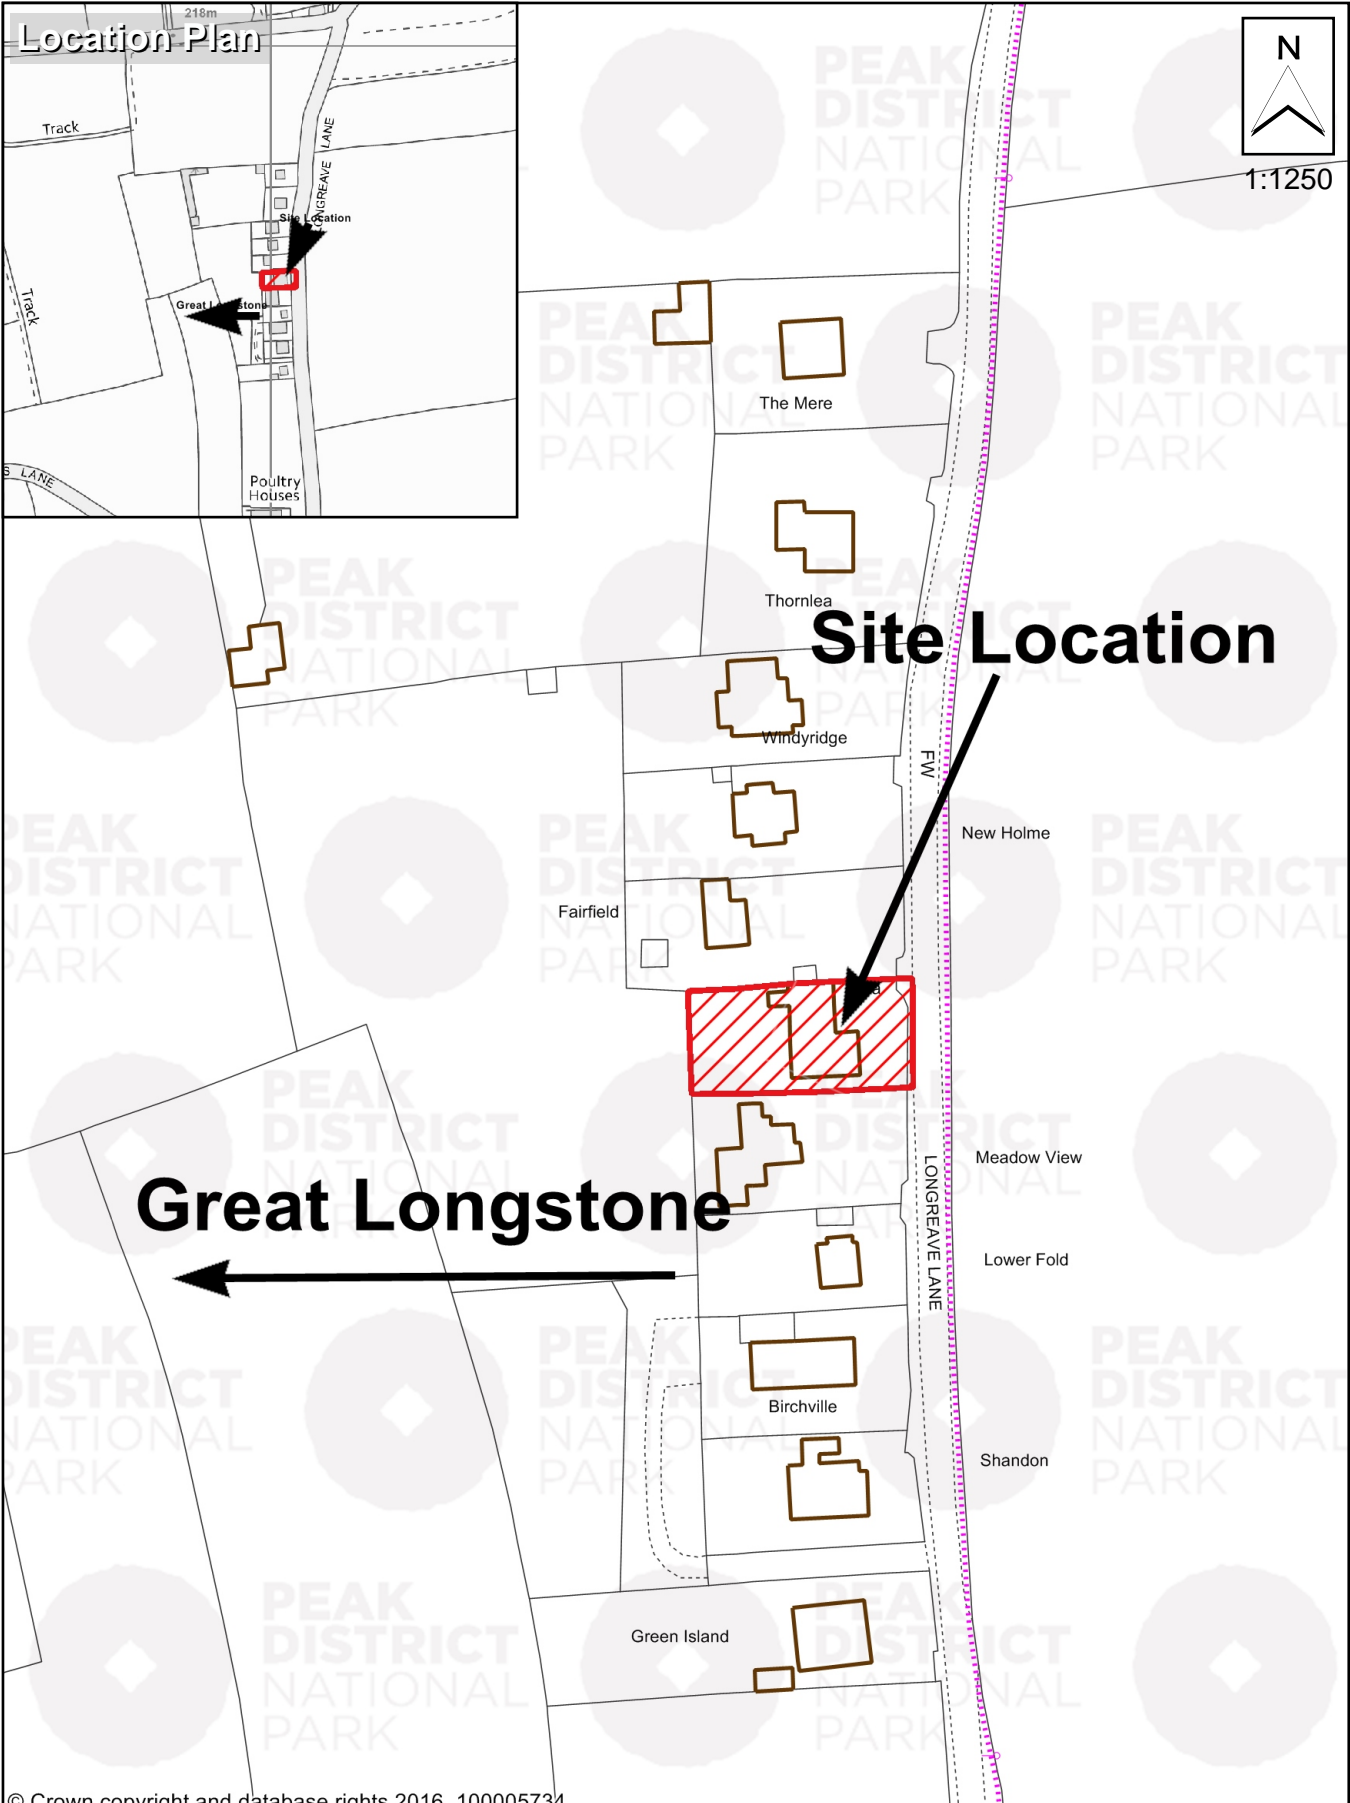 218m
Location Plan
Track
LONGREAVE LANE
Site Location
Great Longstone
Track
LANE
Poultry
Houses
N
1:1250
The Mere
Thornlea
Site Location
Windyridge
FW
New Holme
Fairfield
Meadow View
Great Longstone
LONGREAVE LANE
Lower Fold
Birchville
Shandon
Green Island
© Crown copyright and database rights 2016. 100005734
PEAK
DISTRICT
NATIONAL
PARK